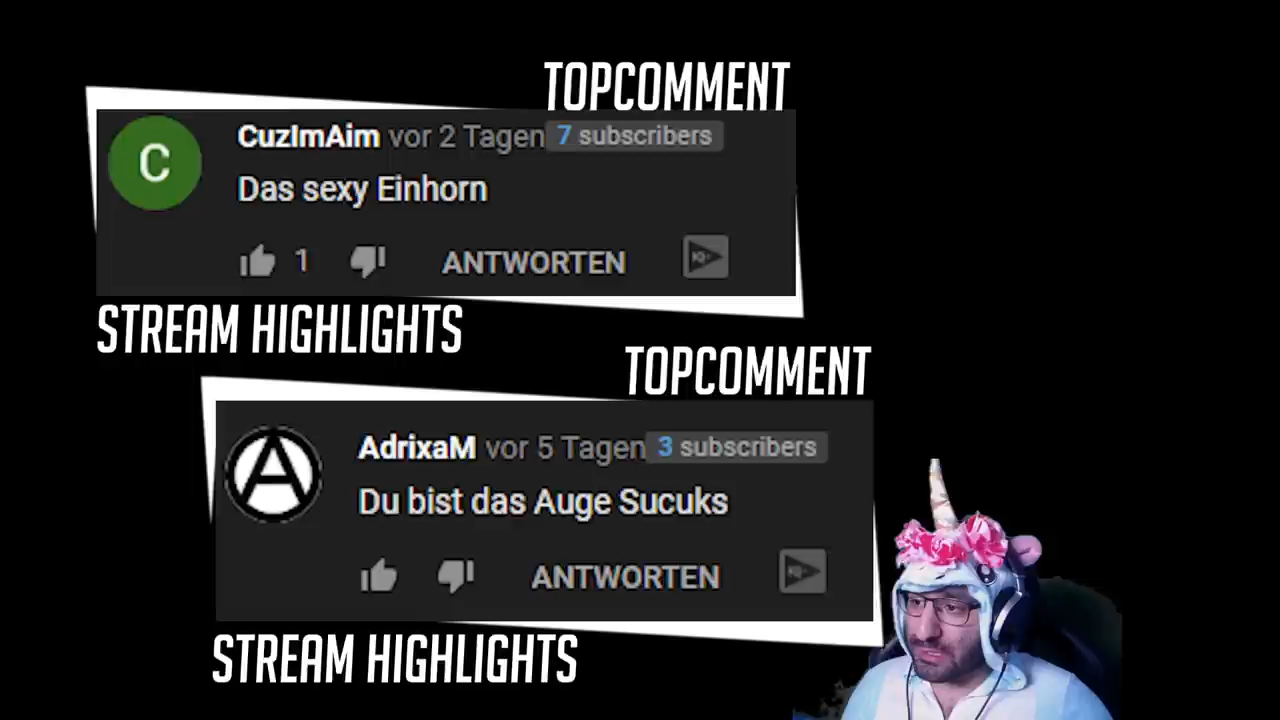 TOPCOMMENT
C
CuzImAim vor 2 Tagen 7 subscribers
Das sexy Einhorn
1 ANTWORTEN
STREAM HIGHLIGHTS
TOPCOMMENT
AdrixaM vor 5 Tagen 3 subscribers
Du bist das Auge Sucuks
ANTWORTEN
STREAM HIGHLIGHTS